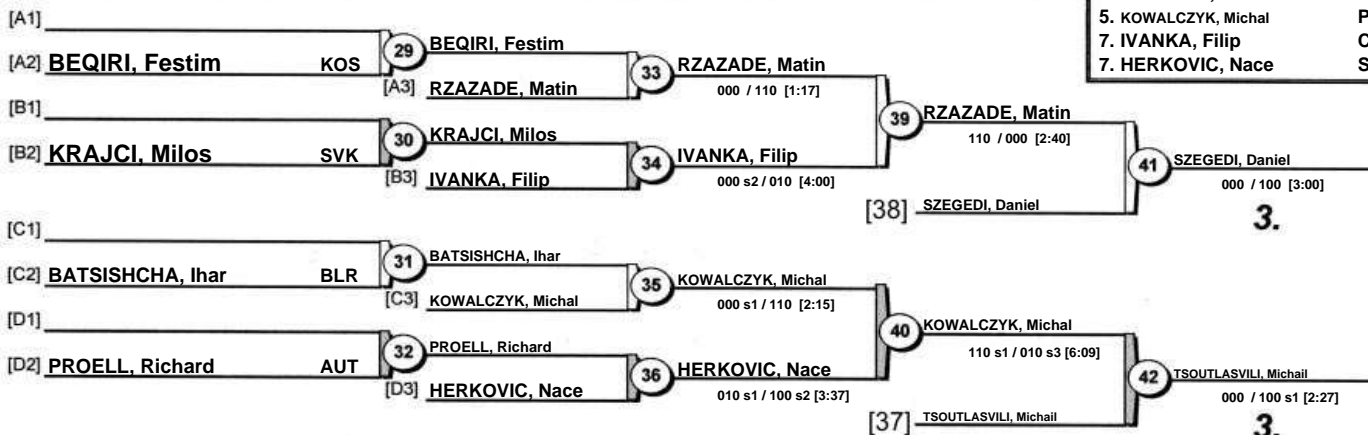 5. KOWALCZYK, Michal P
7. IVANKA, Filip
7. HERKOVIC, Nace S
[A1]
[A2] BEQIRI, Festim KOS
29
BEQIRI, Festim
[A3] RZAZADE, Matin
33
RZAZADE, Matin
000 / 110 [1:17]
[B1]
[B2] KRAJCI, Milos SVK
30
KRAJCI, Milos
[B3] IVANKA, Filip
34
IVANKA, Filip
000 s2 / 010 [4:00]
39
RZAZADE, Matin
110 / 000 [2:40]
[38] SZEGEDI, Daniel
41
SZEGEDI, Daniel
000 / 100 [3:00]
3.
[C1]
[C2] BATSISHCHA, Ihar BLR
31
BATSISHCHA, Ihar
[C3] KOWALCZYK, Michal
35
KOWALCZYK, Michal
000 s1 / 110 [2:15]
[D1]
[D2] PROELL, Richard AUT
32
PROELL, Richard
[D3] HERKOVIC, Nace
36
HERKOVIC, Nace
010 s1 / 100 s2 [3:37]
40
KOWALCZYK, Michal
110 s1 / 010 s3 [6:09]
[37] TSOUTLASVILI, Michail
42
TSOUTLASVILI, Michail
000 / 100 s1 [2:27]
3.